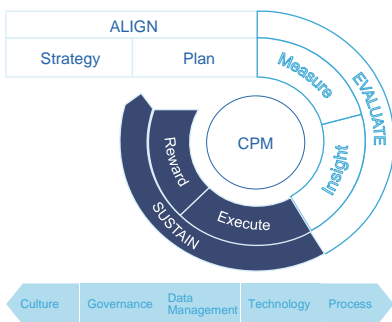 ALIGN
Strategy
Plan
Measure
EVALUATE
Insight
CPM
Reward
Execute
SUSTAIN
Culture
Governance
Data
Management
Technology
Process